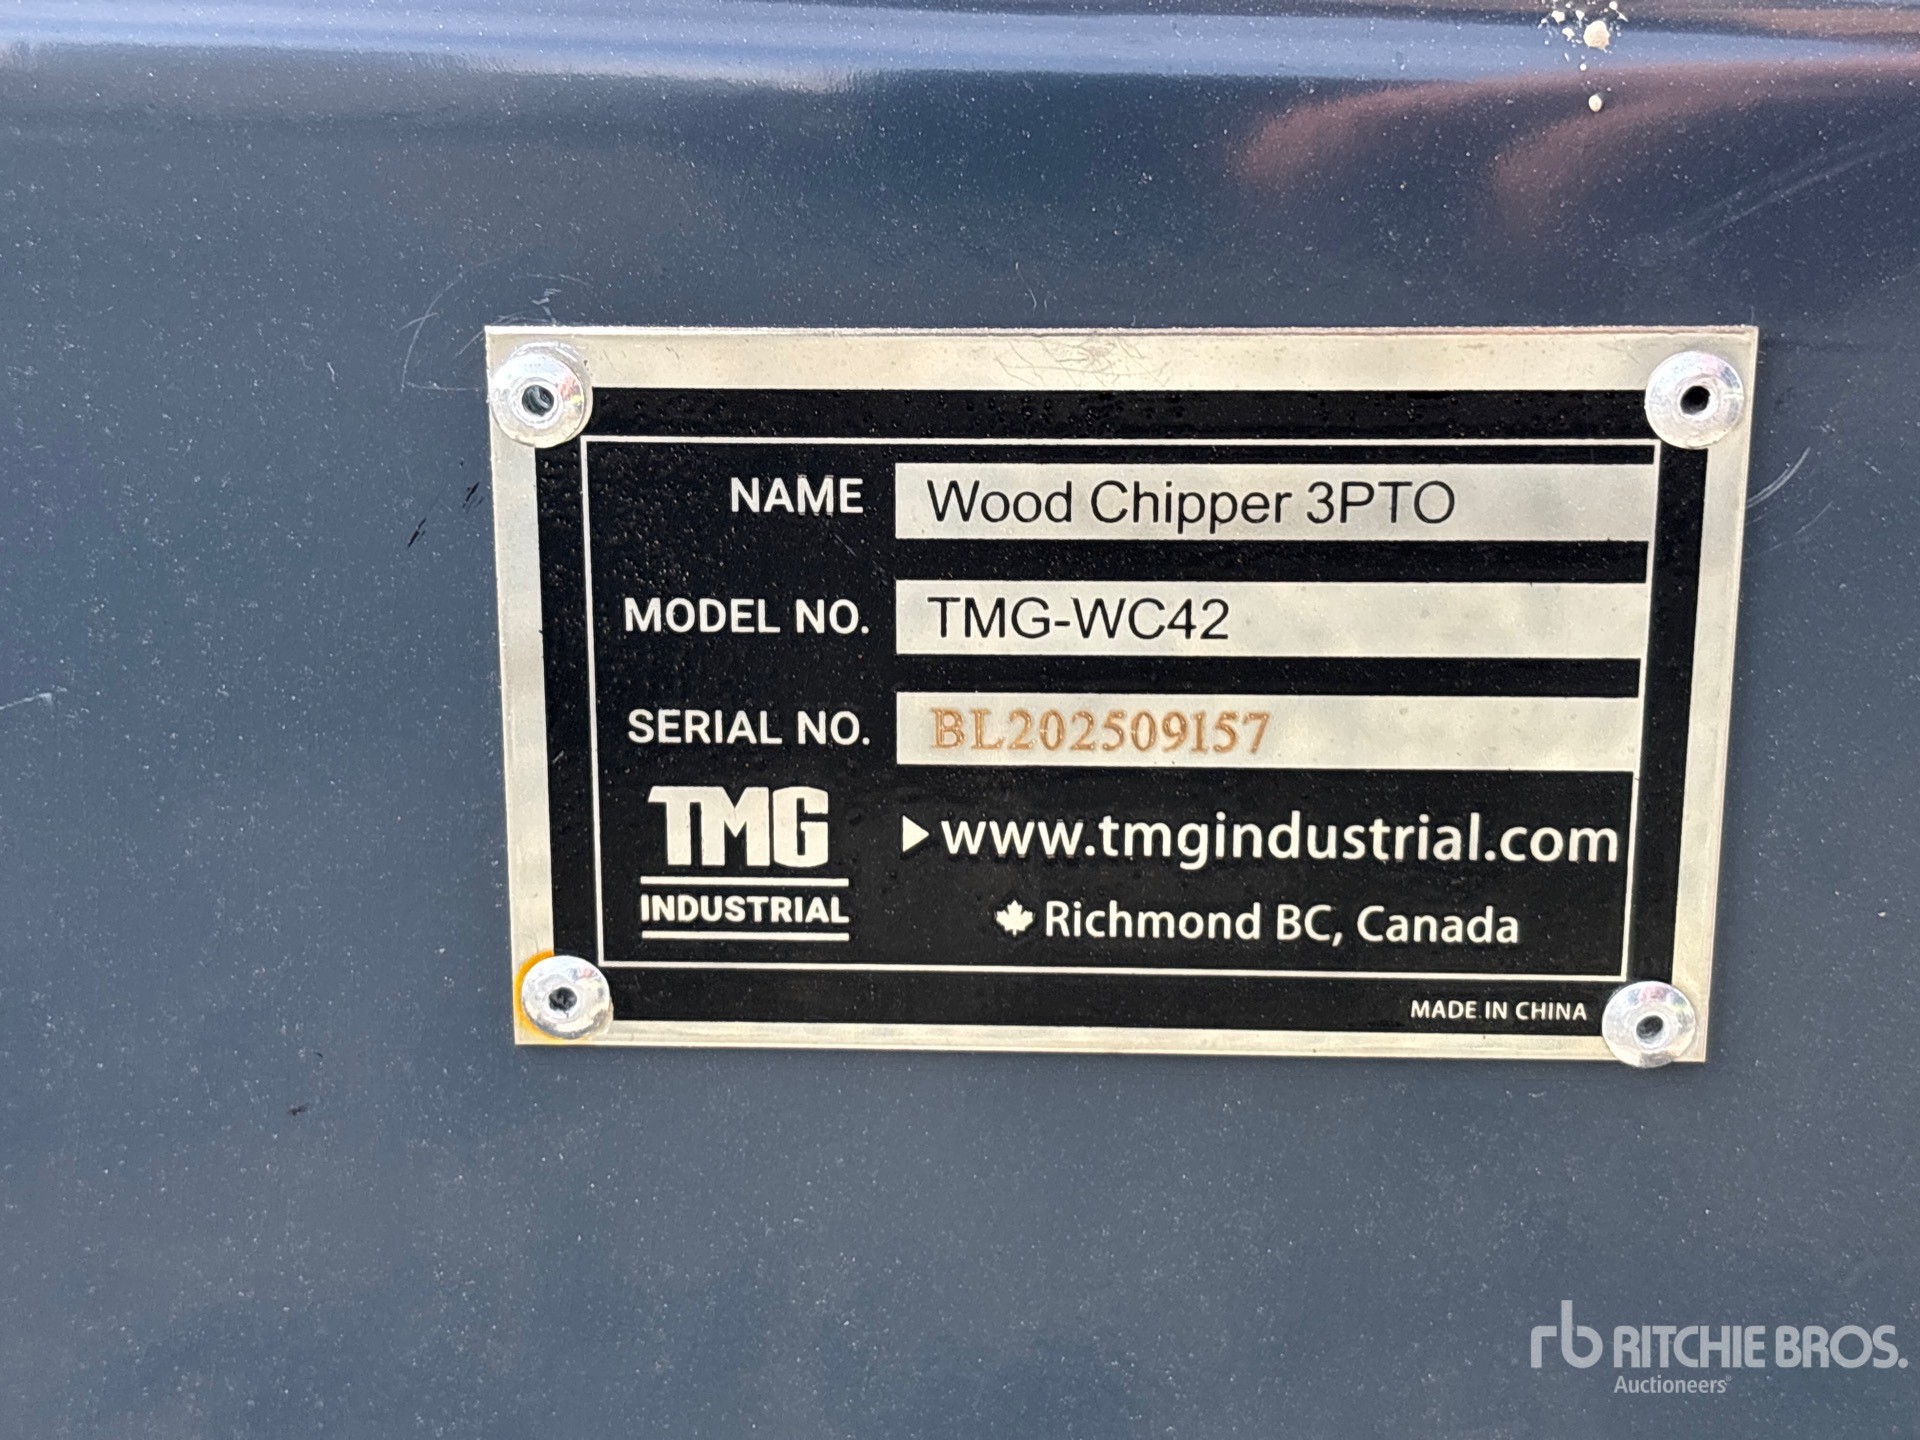 NAME Wood Chipper 3PTO
MODEL NO. TMG-WC42
SERIAL NO. BL202509157
TMG
INDUSTRIAL
www.tmgindustrial.com
Richmond BC, Canada
MADE IN CHINA
rb RITCHIE BROS.
Auctioneers